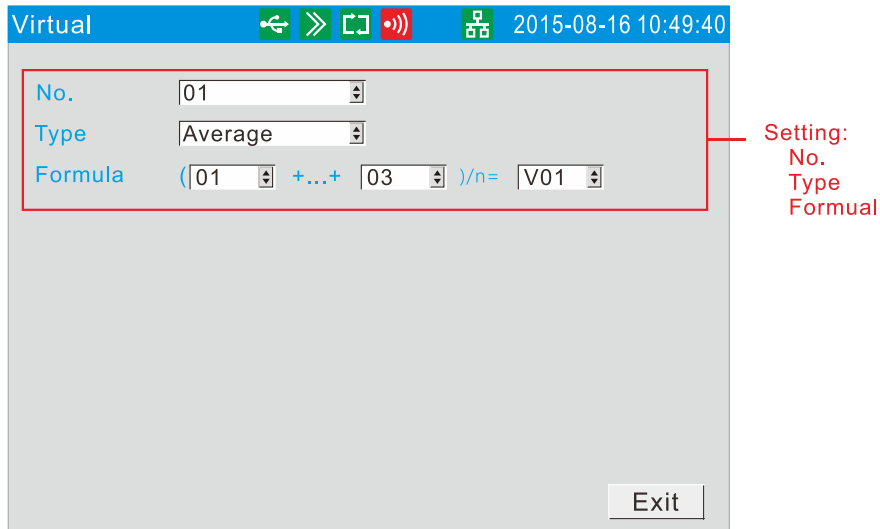 Virtual 2015-08-16 10:49:40
No. 01
Type Average
Formula (01 +...+ 03 )/n= V01
Setting:
No.
Type
Formual
Exit